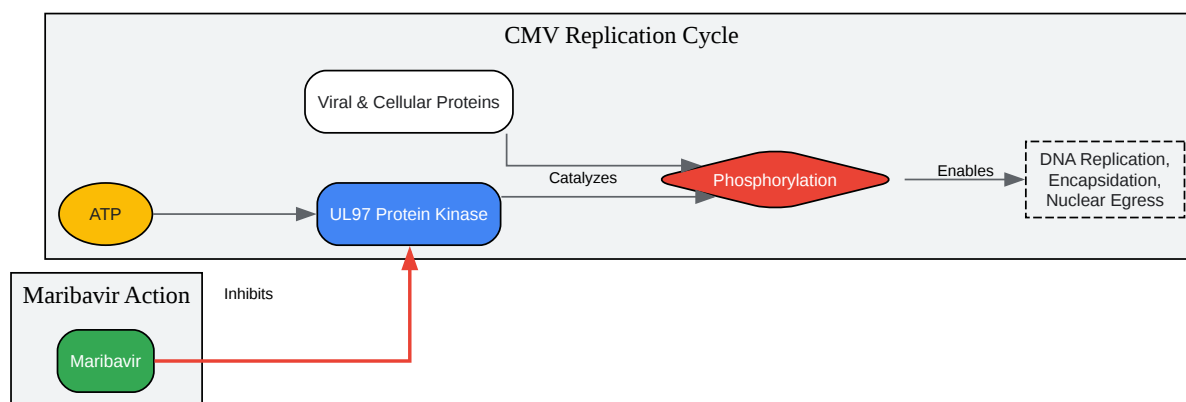 CMV Replication Cycle
Viral & Cellular Proteins
Catalyzes
Phosphorylation
Enables
DNA Replication,
Encapsidation,
Nuclear Egress
ATP
UL97 Protein Kinase
Maribavir Action
Inhibits
Maribavir